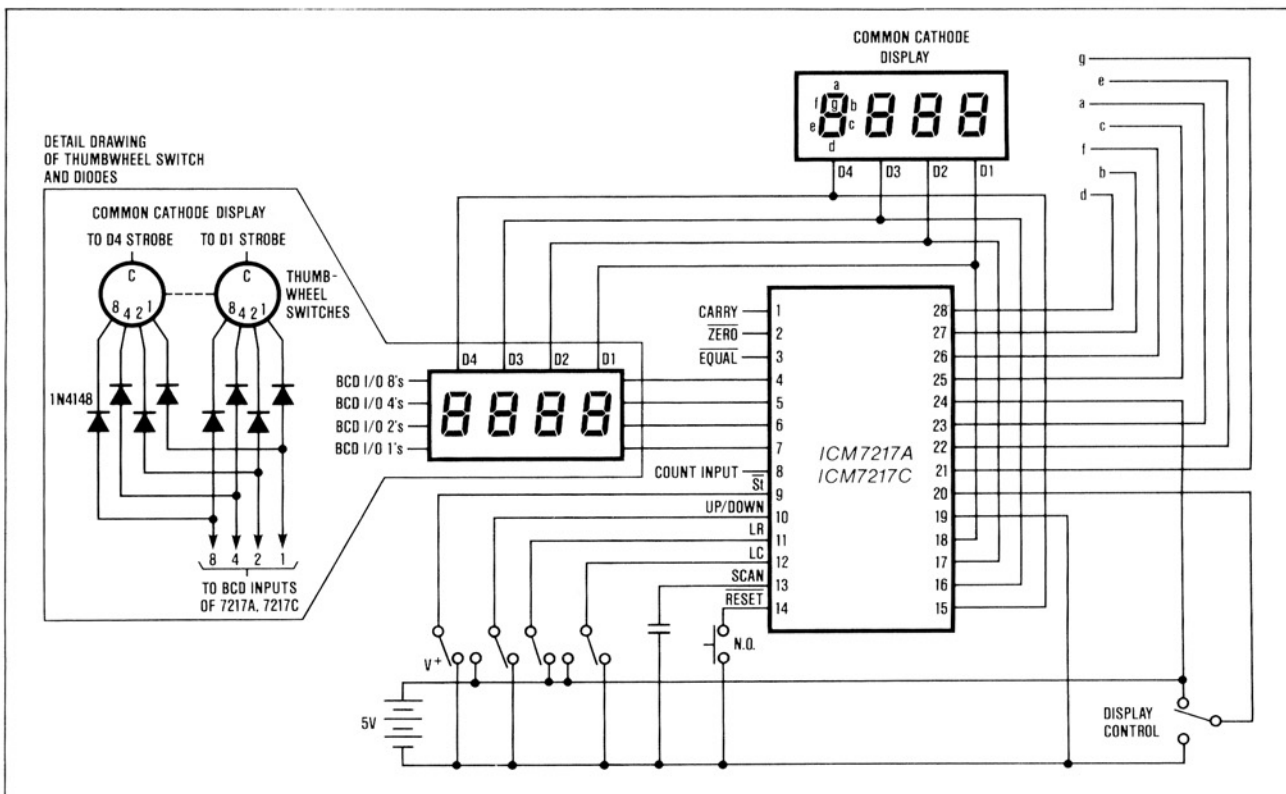 COMMON CATHODE
DISPLAY
a
f
g
b
e
c
d
D4
D3
D2
D1
g
e
a
c
f
b
d
DETAIL DRAWING
OF THUMBWHEEL SWITCH
AND DIODES
COMMON CATHODE DISPLAY
TO D4 STROBE
TO D1 STROBE
C
C
8 4 2 1
8 4 2 1
THUMB-
WHEEL
SWITCHES
1N4148
8 4 2 1
TO BCD INPUTS
OF 7217A, 7217C
D4
D3
D2
D1
BCD I/O 8's
BCD I/O 4's
BCD I/O 2's
BCD I/O 1's
8888
8888
CARRY
ZERO
EQUAL
COUNT INPUT
St
UP/DOWN
LR
LC
SCAN
RESET
1
2
3
4
5
6
7
8
9
10
11
12
13
14
ICM7217A
ICM7217C
28
27
26
25
24
23
22
21
20
19
18
17
16
15
V+
N.O.
5V
DISPLAY
CONTROL